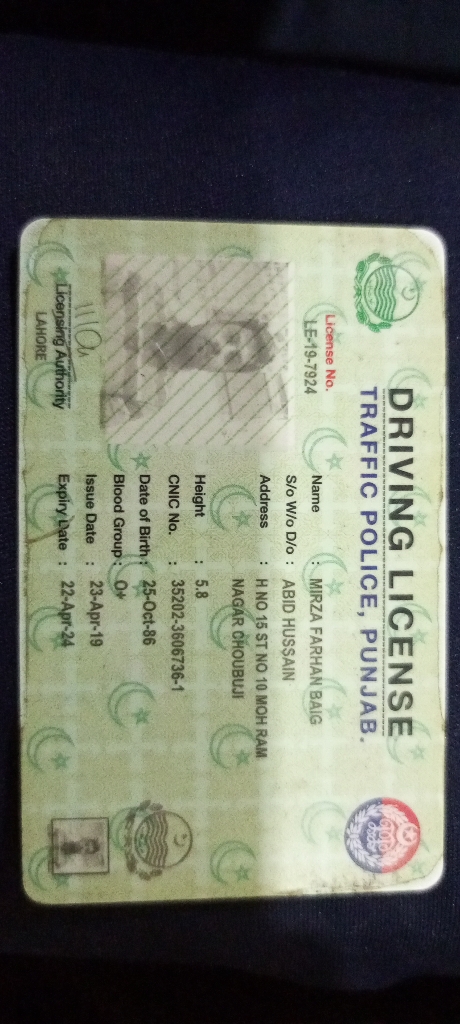 DRIVING LICENSE
TRAFFIC POLICE, PUNJAB.
License No.
LE-19-7924
Name : MIRZA FARHAN BAIG
S/o W/o D/o : ABID HUSSAIN
Address : H NO 15 ST NO 10 MOH RAM
NAGAR CHOUBUJI
Height : 5.8
CNIC No. : 35202-3606736-1
Date of Birth : 25-Oct-86
Blood Group : O+
Issue Date : 23-Apr-19
Expiry Date : 22-Apr-24
Licensing Authority
LAHORE